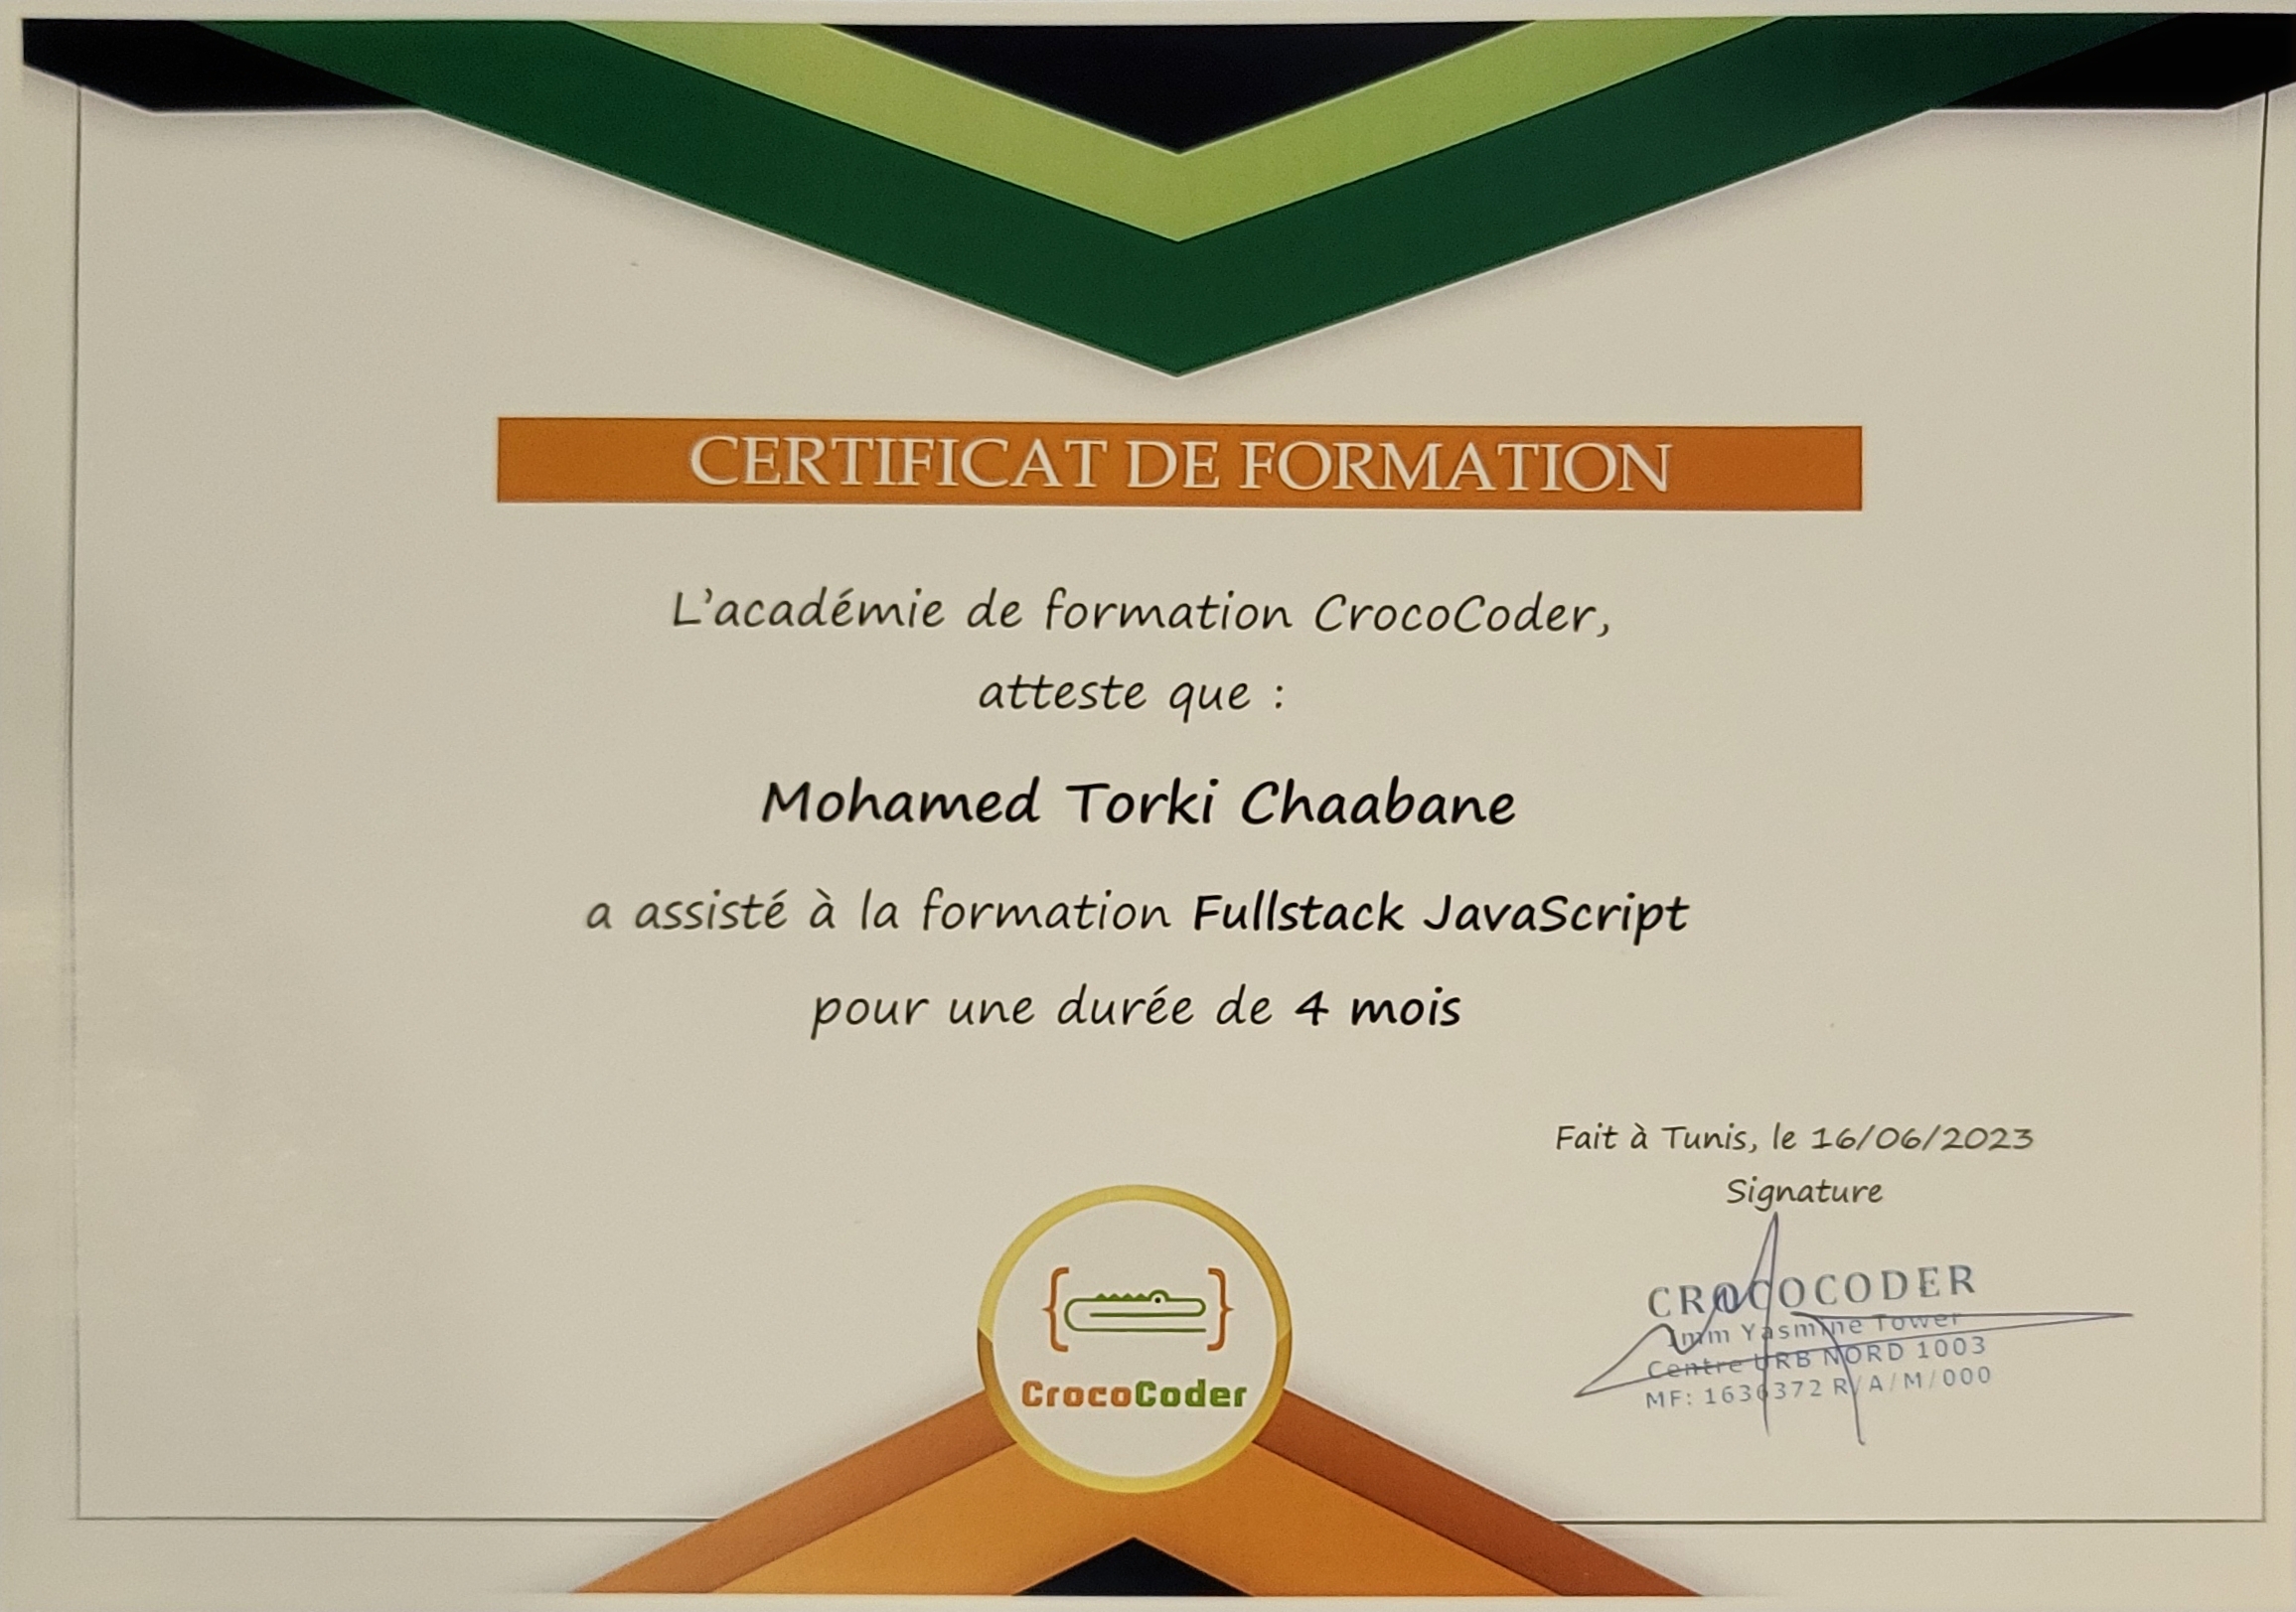 CERTIFICAT DE FORMATION
L'académie de formation CrocoCoder,
atteste que :
Mohamed Torki Chaabane
a assisté à la formation Fullstack JavaScript
pour une durée de 4 mois
Fait à Tunis, le 16/06/2023
Signature
CROCOCODER
Imm Yasmine Tower
Centre URB NORD 1003
MF: 1636372 R/A/M/000
CrocoCoder